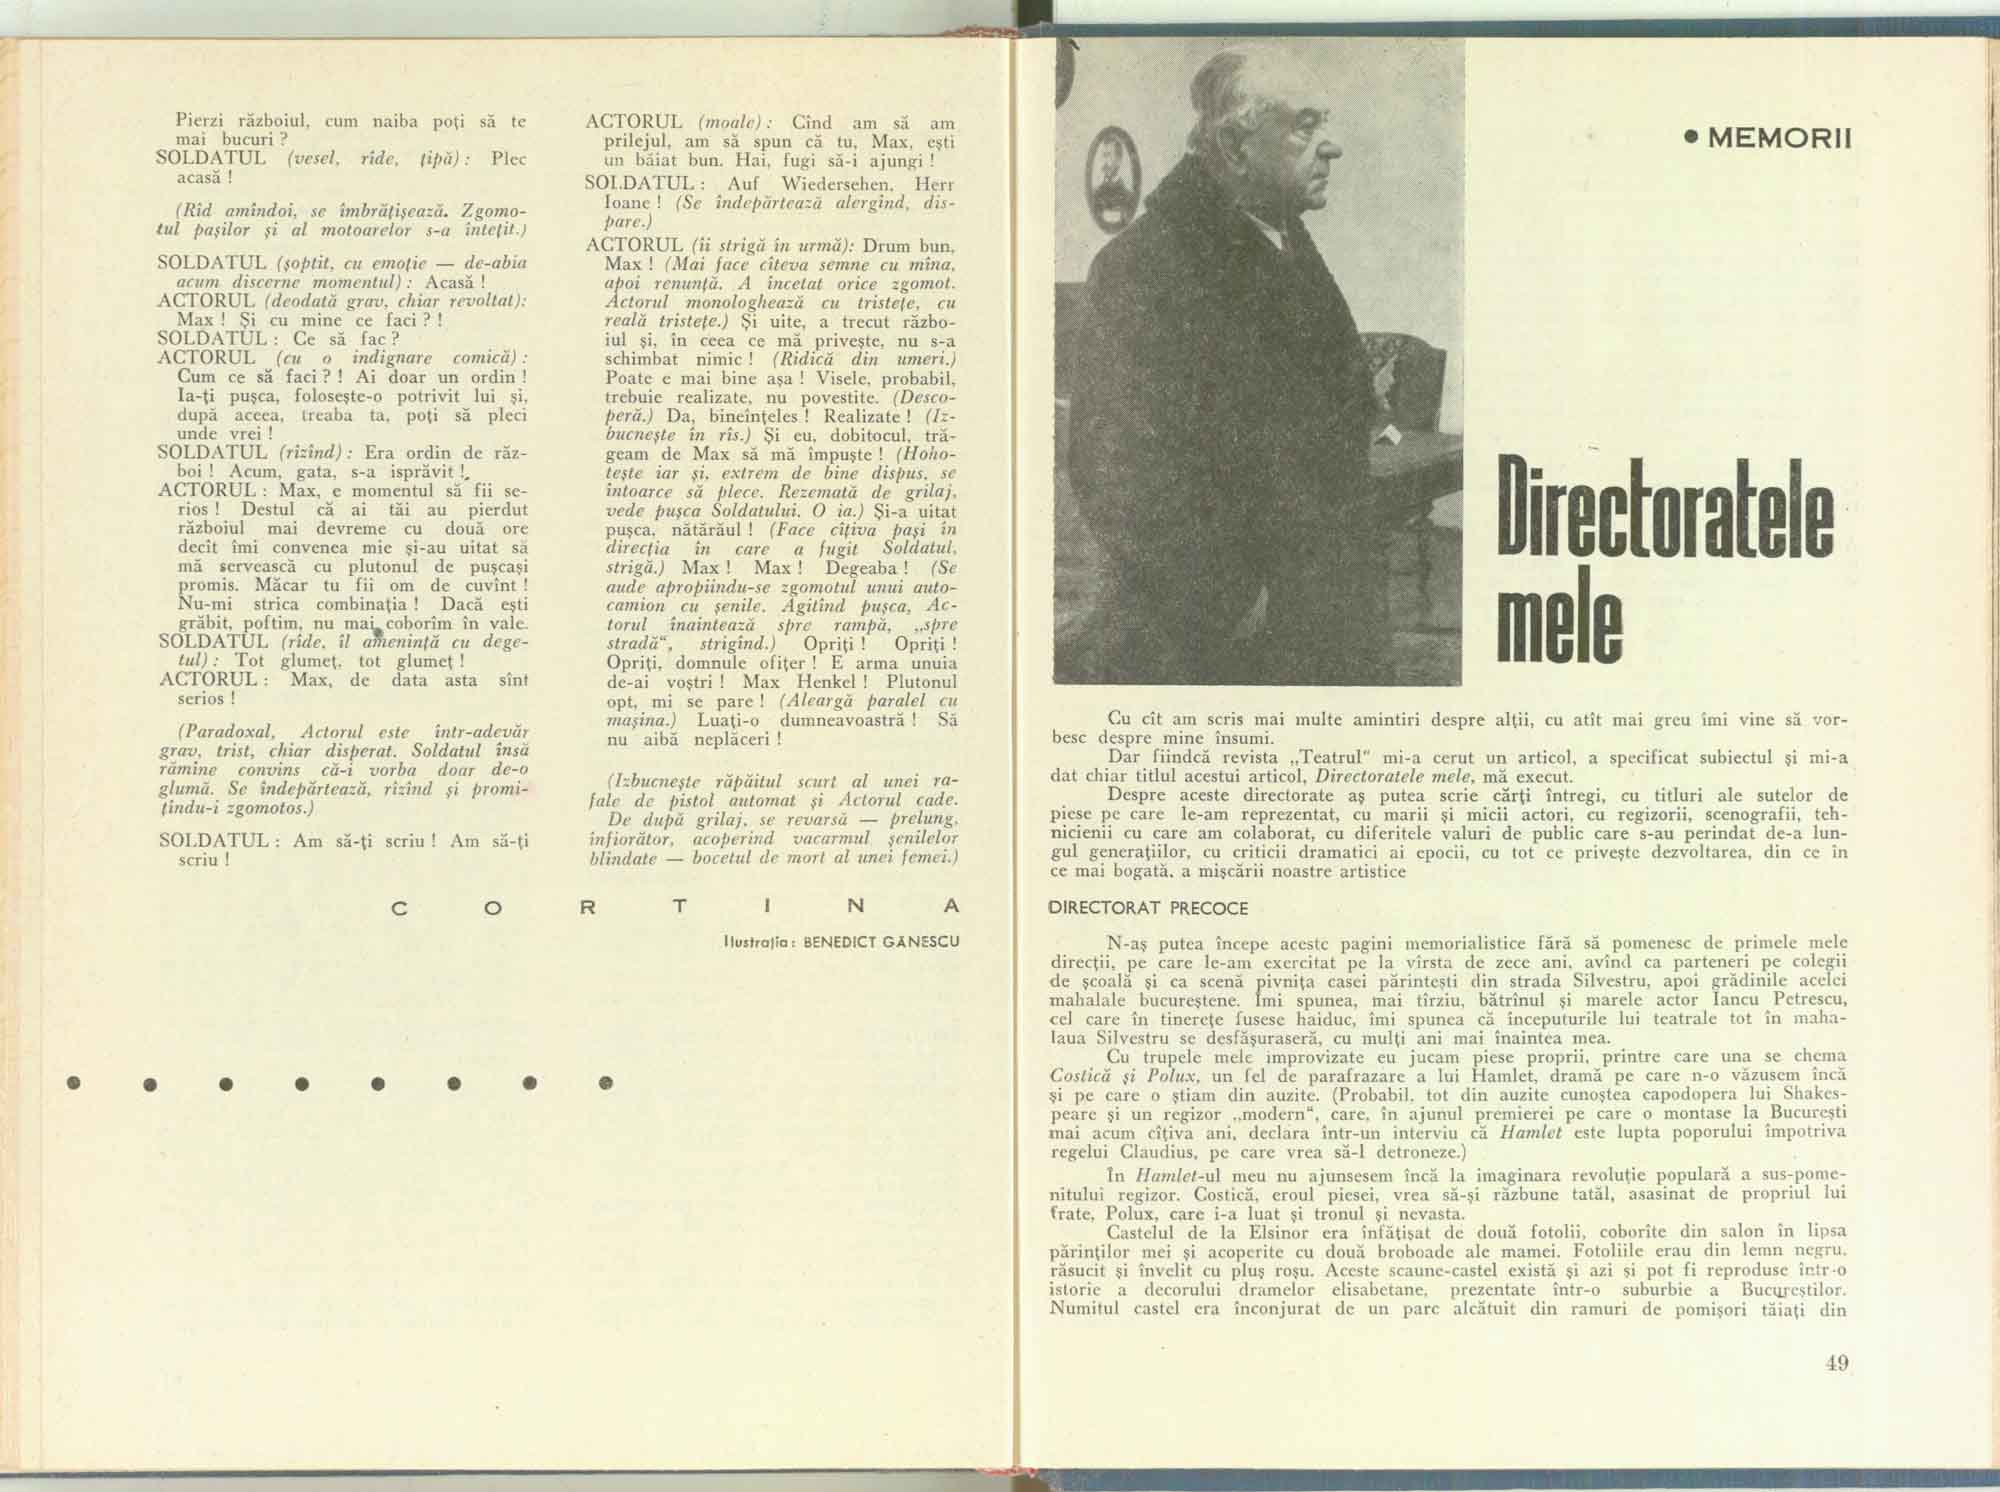 Pierzi războiul, cum naiba poţi să te
mai bucuri ?
SOLDATUL (vesel, rîde, ţipă) : Plec
acasă !
(Rîd amîndoi, se îmbrăţişează. Zgomo-
tul paşilor şi al motoarelor s-a înteţit.)
SOLDATUL (şoptit, cu emoţie — de-abia
acum discerne momentul) : Acasă !
ACTORUL (deodată grav, chiar revoltat):
Max ! Şi cu mine ce faci ? !
SOLDATUL : Ce să fac ?
ACTORUL (cu o indignare comică) :
Cum ce să faci ? ! Ai doar un ordin !
Ia-ţi puşca, foloseşte-o potrivit lui şi,
după aceea, treaba ta, poţi să pleci
unde vrei !
SOLDATUL (rîzînd) : Era ordin de răz-
boi ! Acum, gata, s-a isprăvit !
ACTORUL : Max, e momentul să fii se-
rios ! Destul că ai tăi au pierdut
războiul mai devreme cu două ore
decît îmi convenea mie şi-au uitat să
mă servească cu plutonul de puşcaşi
promis. Măcar tu fii om de cuvînt !
Nu-mi strica combinaţia ! Dacă eşti
grăbit, poftim, nu mai coborîm în vale.
SOLDATUL (rîde, îl ameninţă cu dege-
tul) : Tot glumeţ, tot glumeţ !
ACTORUL : Max, de data asta sînt
serios !
(Paradoxal, Actorul este într-adevăr
grav, trist, chiar disperat. Soldatul însă
rămîne convins că-i vorba doar de-o
glumă. Se îndepărtează, rîzînd şi promi-
ţîndu-i zgomotos.)
SOLDATUL : Am să-ţi scriu ! Am să-ţi
scriu !
ACTORUL (moale) : Cînd am să am
prilejul, am să spun că tu, Max, eşti
un băiat bun. Hai, fugi să-i ajungi !
SOLDATUL : Auf Wiedersehen, Herr
Ioane ! (Se îndepărtează alergînd, dis-
pare.)
ACTORUL (îi strigă în urmă): Drum bun,
Max ! (Mai face cîteva semne cu mîna,
apoi renunţă. A încetat orice zgomot.
Actorul monologhează cu tristeţe, cu
reală tristeţe.) Şi uite, a trecut războ-
iul şi, în ceea ce mă priveşte, nu s-a
schimbat nimic ! (Ridică din umeri.)
Poate e mai bine aşa ! Visele, probabil,
trebuie realizate, nu povestite. (Desco-
peră.) Da, bineînţeles ! Realizate ! (Iz-
bucneşte în rîs.) Şi eu, dobitocul, tră-
geam de Max să mă împuşte ! (Hoho-
teşte iar şi, extrem de bine dispus, se
întoarce să plece. Rezemată de grilaj,
vede puşca Soldatului. O ia.) Şi-a uitat
puşca, nătărăul ! (Face cîţiva paşi în
direcţia în care a fugit Soldatul,
strigă.) Max ! Max ! Degeaba ! (Se
aude apropiindu-se zgomotul unui auto-
camion cu şenile. Agitînd puşca, Ac-
torul înaintează spre rampă, „spre
stradă“, strigînd.) Opriţi ! Opriţi !
Opriţi, domnule ofiţer ! E arma unuia
de-ai voştri ! Max Henkel ! Plutonul
opt, mi se pare ! (Aleargă paralel cu
maşina.) Luaţi-o dumneavoastră ! Să
nu aibă neplăceri !
(Izbucneşte răpăitul scurt al unei ra-
fale de pistol automat şi Actorul cade.
De după grilaj, se revarsă — prelung,
înfiorător, acoperind vacarmul şenilelor
blindate — bocetul de mort al unei femei.)
C O R T I N A
Ilustraţia : BENEDICT GĂNESCU
• MEMORII
Directoratele
mele
Cu cît am scris mai multe amintiri despre alţii, cu atît mai greu îmi vine să vor-
besc despre mine însumi.
Dar fiindcă revista „Teatrul“ mi-a cerut un articol, a specificat subiectul şi mi-a
dat chiar titlul acestui articol, Directoratele mele, mă execut.
Despre aceste directorate aş putea scrie cărţi întregi, cu titluri ale sutelor de
piese pe care le-am reprezentat, cu marii şi micii actori, cu regizorii, scenografii, teh-
nicienii cu care am colaborat, cu diferitele valuri de public care s-au perindat de-a lun-
gul generaţiilor, cu criticii dramatici ai epocii, cu tot ce priveşte dezvoltarea, din ce în
ce mai bogată, a mişcării noastre artistice
DIRECTORAT PRECOCE
N-aş putea începe aceste pagini memorialistice fără să pomenesc de primele mele
direcţii, pe care le-am exercitat pe la vîrsta de zece ani, avînd ca parteneri pe colegii
de şcoală şi ca scenă pivniţa casei părinteşti din strada Silvestru, apoi grădinile acelei
mahalale bucureştene. Îmi spunea, mai tîrziu, bătrînul şi marele actor Iancu Petrescu,
cel care în tinereţe fusese haiduc, îmi spunea că începuturile lui teatrale tot în maha-
laua Silvestru se desfăşuraseră, cu mulţi ani mai înaintea mea.
Cu trupele mele improvizate eu jucam piese proprii, printre care una se chema
Costică şi Polux, un fel de parafrazare a lui Hamlet, dramă pe care n-o văzusem încă
şi pe care o ştiam din auzite. (Probabil, tot din auzite cunoştea capodopera lui Shakes-
peare şi un regizor „modern“, care, în ajunul premierei pe care o montase la Bucureşti
mai acum cîţiva ani, declara într-un interviu că Hamlet este lupta poporului împotriva
regelui Claudius, pe care vrea să-l detroneze.)
În Hamlet-ul meu nu ajunsesem încă la imaginara revoluţie populară a sus-pome-
nitului regizor. Costică, eroul piesei, vrea să-şi răzbune tatăl, asasinat de propriul lui
frate, Polux, care i-a luat şi tronul şi nevasta.
Castelul de la Elsinor era înfăţişat de două fotolii, coborîte din salon în lipsa
părinţilor mei şi acoperite cu două broboade ale mamei. Fotoliile erau din lemn negru,
răsucit şi învelit cu pluş roşu. Aceste scaune-castel există şi azi şi pot fi reproduse într-o
istorie a decorului dramelor elisabetane, prezentate într-o suburbie a Bucureştilor.
Numitul castel era înconjurat de un parc alcătuit din ramuri de pomişori tăiaţi din
49